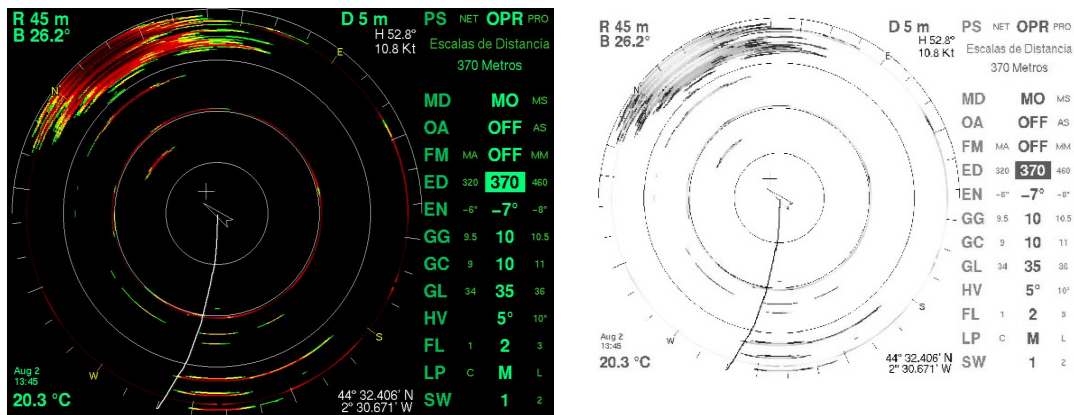 R 45 m
B 26.2°
D 5 m
H 52.8°
10.8 Kt
N
E
S
W
Aug 2
13:45
20.3 °C
44° 32.406' N
2° 30.671' W
PS NET OPR PRO
Escalas de Distancia
370 Metros
MD MO MS
OA OFF AS
FM MA OFF MM
ED 320 370 460
EN -6° -7° -8°
GG 9.5 10 10.5
GC 9 10 11
GL 34 35 36
HV 5° 10°
FL 1 2 3
LP C M L
SW 1 2
R 45 m
B 26.2°
D 5 m
H 52.8°
10.8 Kt
N
E
S
W
Aug 2
13:45
20.3 °C
44° 32.406' N
2° 30.671' W
PS NET OPR PRO
Escalas de Distancia
370 Metros
MD MO MS
OA OFF AS
FM MA OFF MM
ED 320 370 460
EN -6° -7° -8°
GG 9.5 10 10.5
GC 9 10 11
GL 34 35 36
HV 5° 10°
FL 1 2 3
LP C M L
SW 1 2